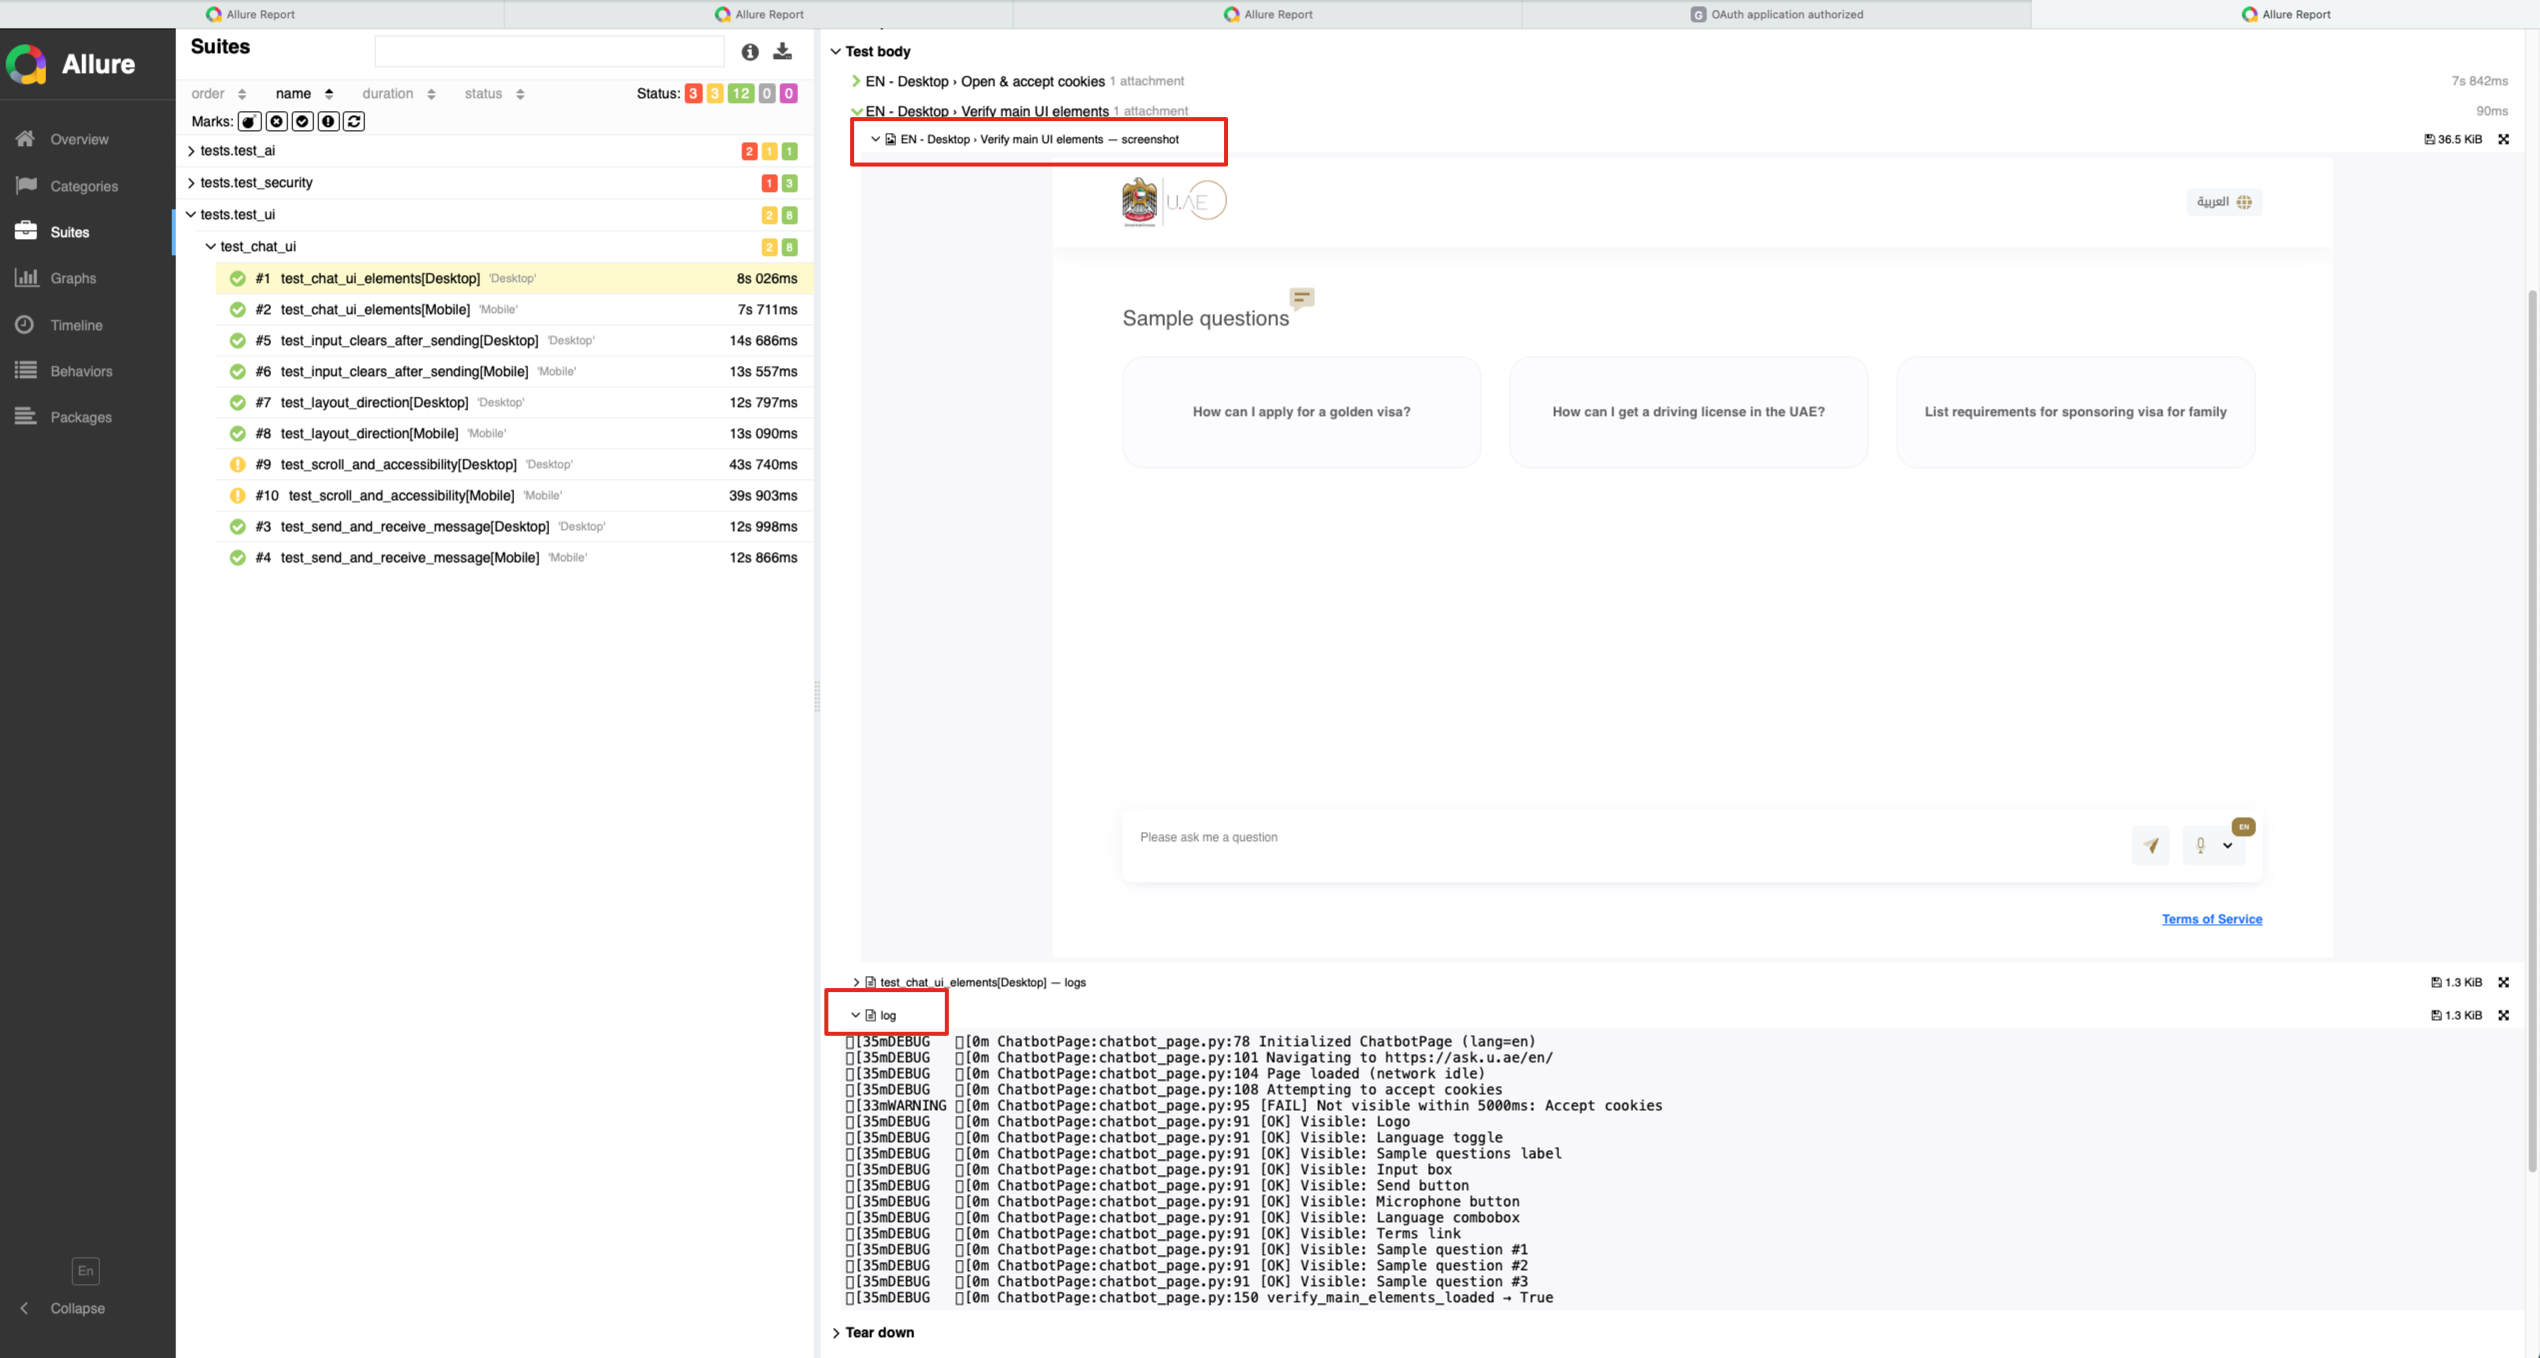 Allure Report
Allure Report
Allure Report
G OAuth application authorized
Allure Report
Allure
Overview
Categories
Suites
Graphs
Timeline
Behaviors
Packages
En
Collapse
Suites
order name duration status Status: 3 3 12 0 0
Marks:
tests.test_ai 2 1 1
tests.test_security 1 3
tests.test_ui 2 8
test_chat_ui 2 8
#1 test_chat_ui_elements[Desktop] 'Desktop' 8s 026ms
#2 test_chat_ui_elements[Mobile] 'Mobile' 7s 711ms
#5 test_input_clears_after_sending[Desktop] 'Desktop' 14s 686ms
#6 test_input_clears_after_sending[Mobile] 'Mobile' 13s 557ms
#7 test_layout_direction[Desktop] 'Desktop' 12s 797ms
#8 test_layout_direction[Mobile] 'Mobile' 13s 090ms
#9 test_scroll_and_accessibility[Desktop] 'Desktop' 43s 740ms
#10 test_scroll_and_accessibility[Mobile] 'Mobile' 39s 903ms
#3 test_send_and_receive_message[Desktop] 'Desktop' 12s 998ms
#4 test_send_and_receive_message[Mobile] 'Mobile' 12s 866ms
Test body
EN - Desktop › Open & accept cookies 1 attachment 7s 842ms
EN - Desktop › Verify main UI elements 1 attachment 90ms
EN - Desktop › Verify main UI elements — screenshot 36.5 KiB
U.AE
العربية
Sample questions
How can I apply for a golden visa?
How can I get a driving license in the UAE?
List requirements for sponsoring visa for family
Please ask me a question
EN
Terms of Service
test_chat_ui_elements[Desktop] — logs 1.3 KiB
log 1.3 KiB
[35mDEBUG [0m ChatbotPage:chatbot_page.py:78 Initialized ChatbotPage (lang=en)
[35mDEBUG [0m ChatbotPage:chatbot_page.py:101 Navigating to https://ask.u.ae/en/
[35mDEBUG [0m ChatbotPage:chatbot_page.py:104 Page loaded (network idle)
[35mDEBUG [0m ChatbotPage:chatbot_page.py:108 Attempting to accept cookies
[33mWARNING [0m ChatbotPage:chatbot_page.py:95 [FAIL] Not visible within 5000ms: Accept cookies
[35mDEBUG [0m ChatbotPage:chatbot_page.py:91 [OK] Visible: Logo
[35mDEBUG [0m ChatbotPage:chatbot_page.py:91 [OK] Visible: Language toggle
[35mDEBUG [0m ChatbotPage:chatbot_page.py:91 [OK] Visible: Sample questions label
[35mDEBUG [0m ChatbotPage:chatbot_page.py:91 [OK] Visible: Input box
[35mDEBUG [0m ChatbotPage:chatbot_page.py:91 [OK] Visible: Send button
[35mDEBUG [0m ChatbotPage:chatbot_page.py:91 [OK] Visible: Microphone button
[35mDEBUG [0m ChatbotPage:chatbot_page.py:91 [OK] Visible: Language combobox
[35mDEBUG [0m ChatbotPage:chatbot_page.py:91 [OK] Visible: Terms link
[35mDEBUG [0m ChatbotPage:chatbot_page.py:91 [OK] Visible: Sample question #1
[35mDEBUG [0m ChatbotPage:chatbot_page.py:91 [OK] Visible: Sample question #2
[35mDEBUG [0m ChatbotPage:chatbot_page.py:91 [OK] Visible: Sample question #3
[35mDEBUG [0m ChatbotPage:chatbot_page.py:150 verify_main_elements_loaded → True
Tear down